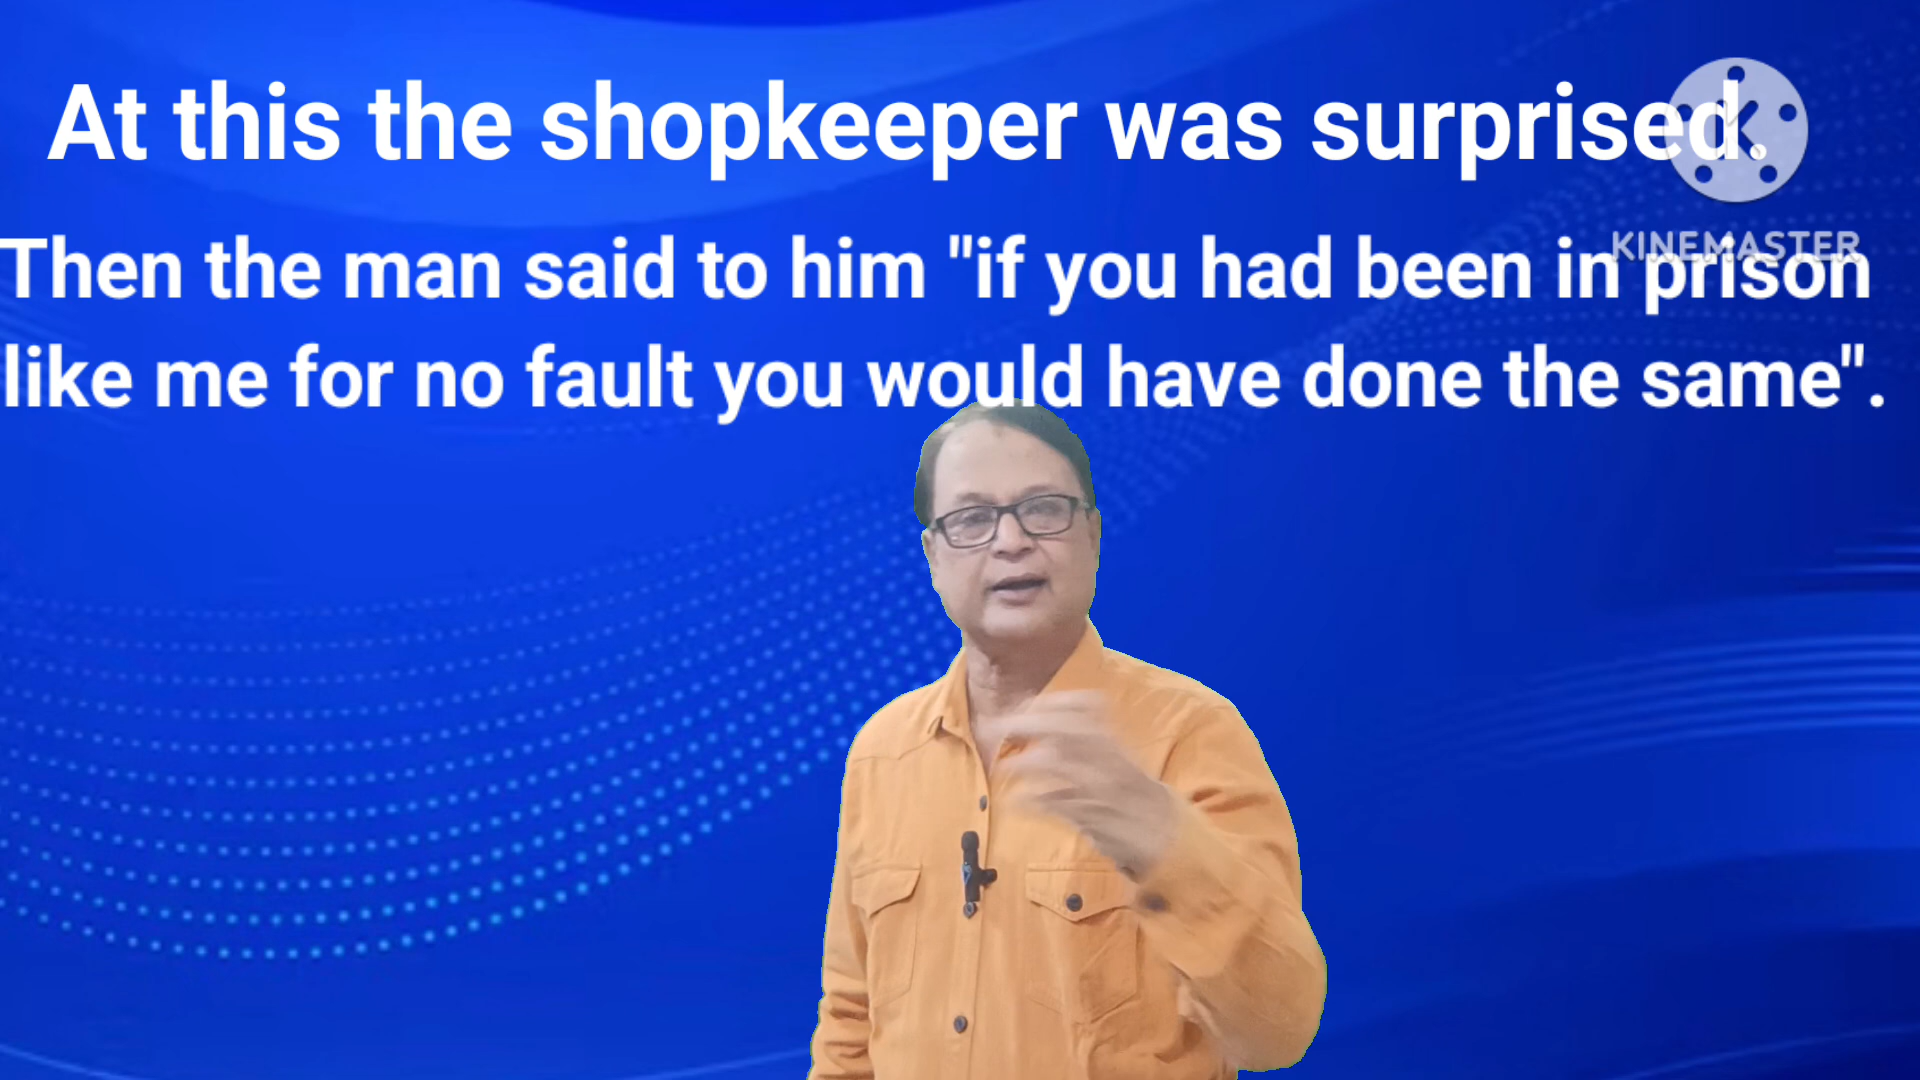 At this the shopkeeper was surprised.
KINEMASTER
Then the man said to him "if you had been in prison
like me for no fault you would have done the same".